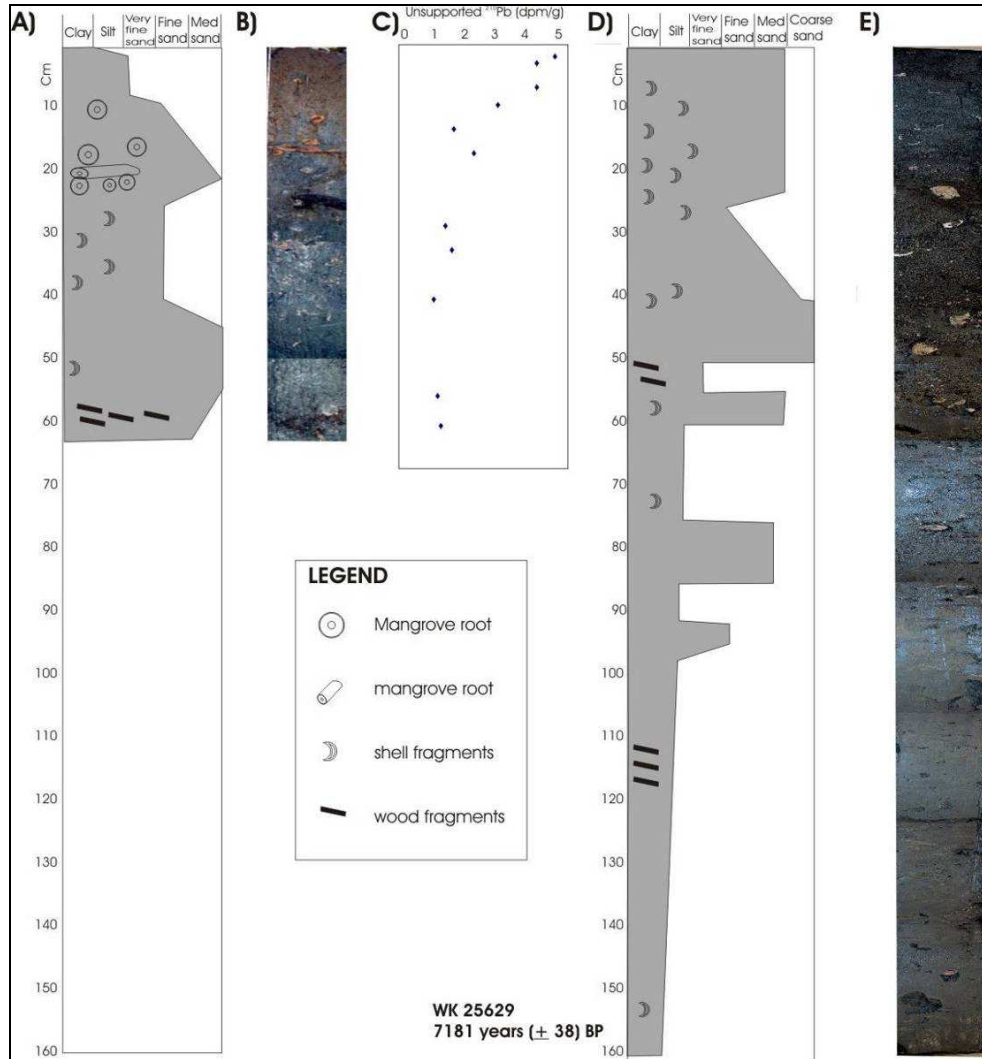 A)
Clay
Silt
Very
fine
sand
Fine
sand
Med
sand
Cm
10
20
30
40
50
60
70
80
90
100
110
120
130
140
150
160
B)
C)
Unsupported ²¹⁰Pb (dpm/g)
0 1 2 3 4 5
D)
Clay
Silt
Very
fine
sand
Fine
sand
Med
sand
Coarse
sand
Cm
10
20
30
40
50
60
70
80
90
100
110
120
130
140
150
160
E)
LEGEND
Mangrove root
mangrove root
shell fragments
wood fragments
WK 25629
7181 years (± 38) BP